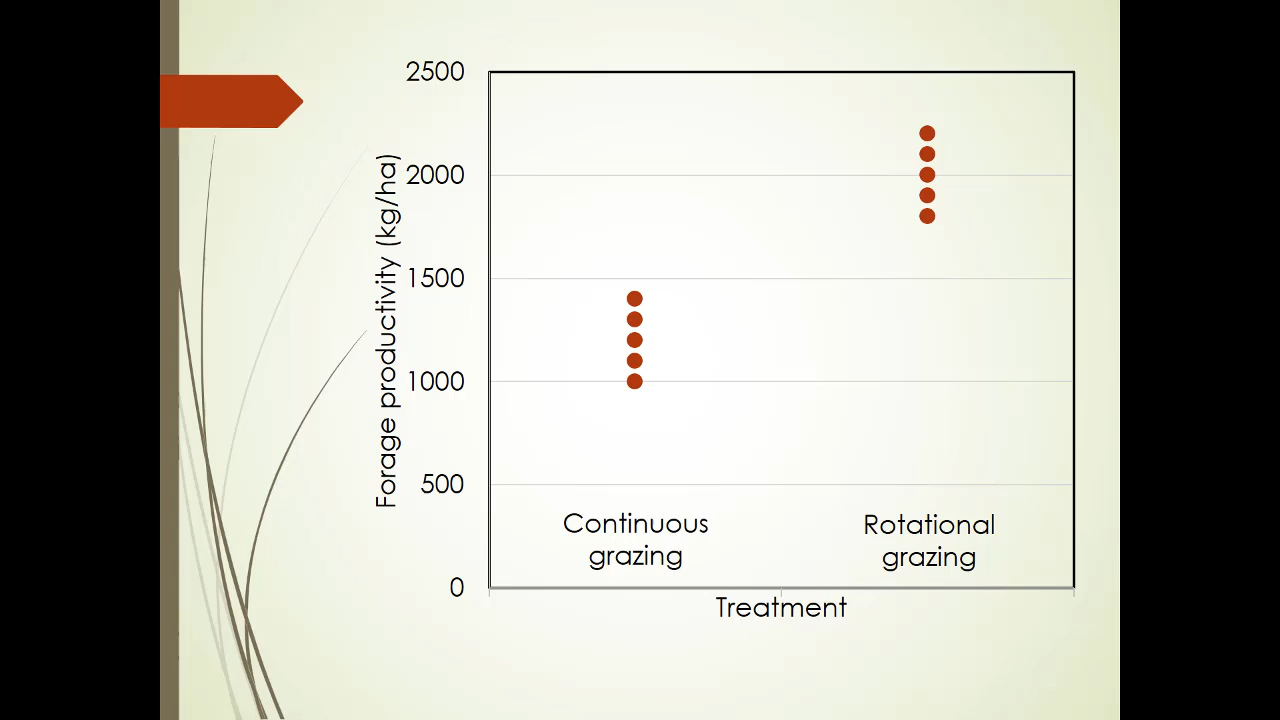 2500
2000
1500
1000
500
0
Forage productivity (kg/ha)
Continuous
grazing
Rotational
grazing
Treatment